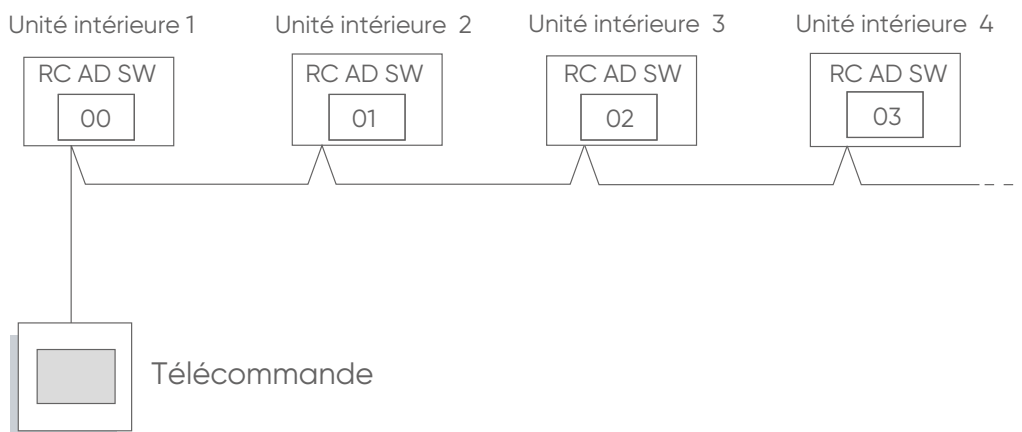 Unité intérieure 1
Unité intérieure 2
Unité intérieure 3
Unité intérieure 4
RC AD SW
RC AD SW
RC AD SW
RC AD SW
00
01
02
03
Télécommande